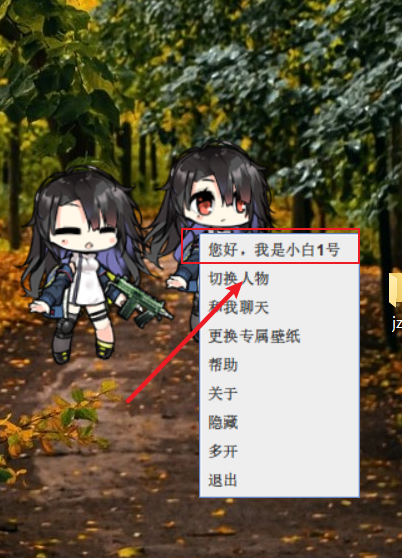 您好，我是小白1号
切换人物
和我聊天
更换专属壁纸
帮助
关于
隐藏
多开
退出
jz